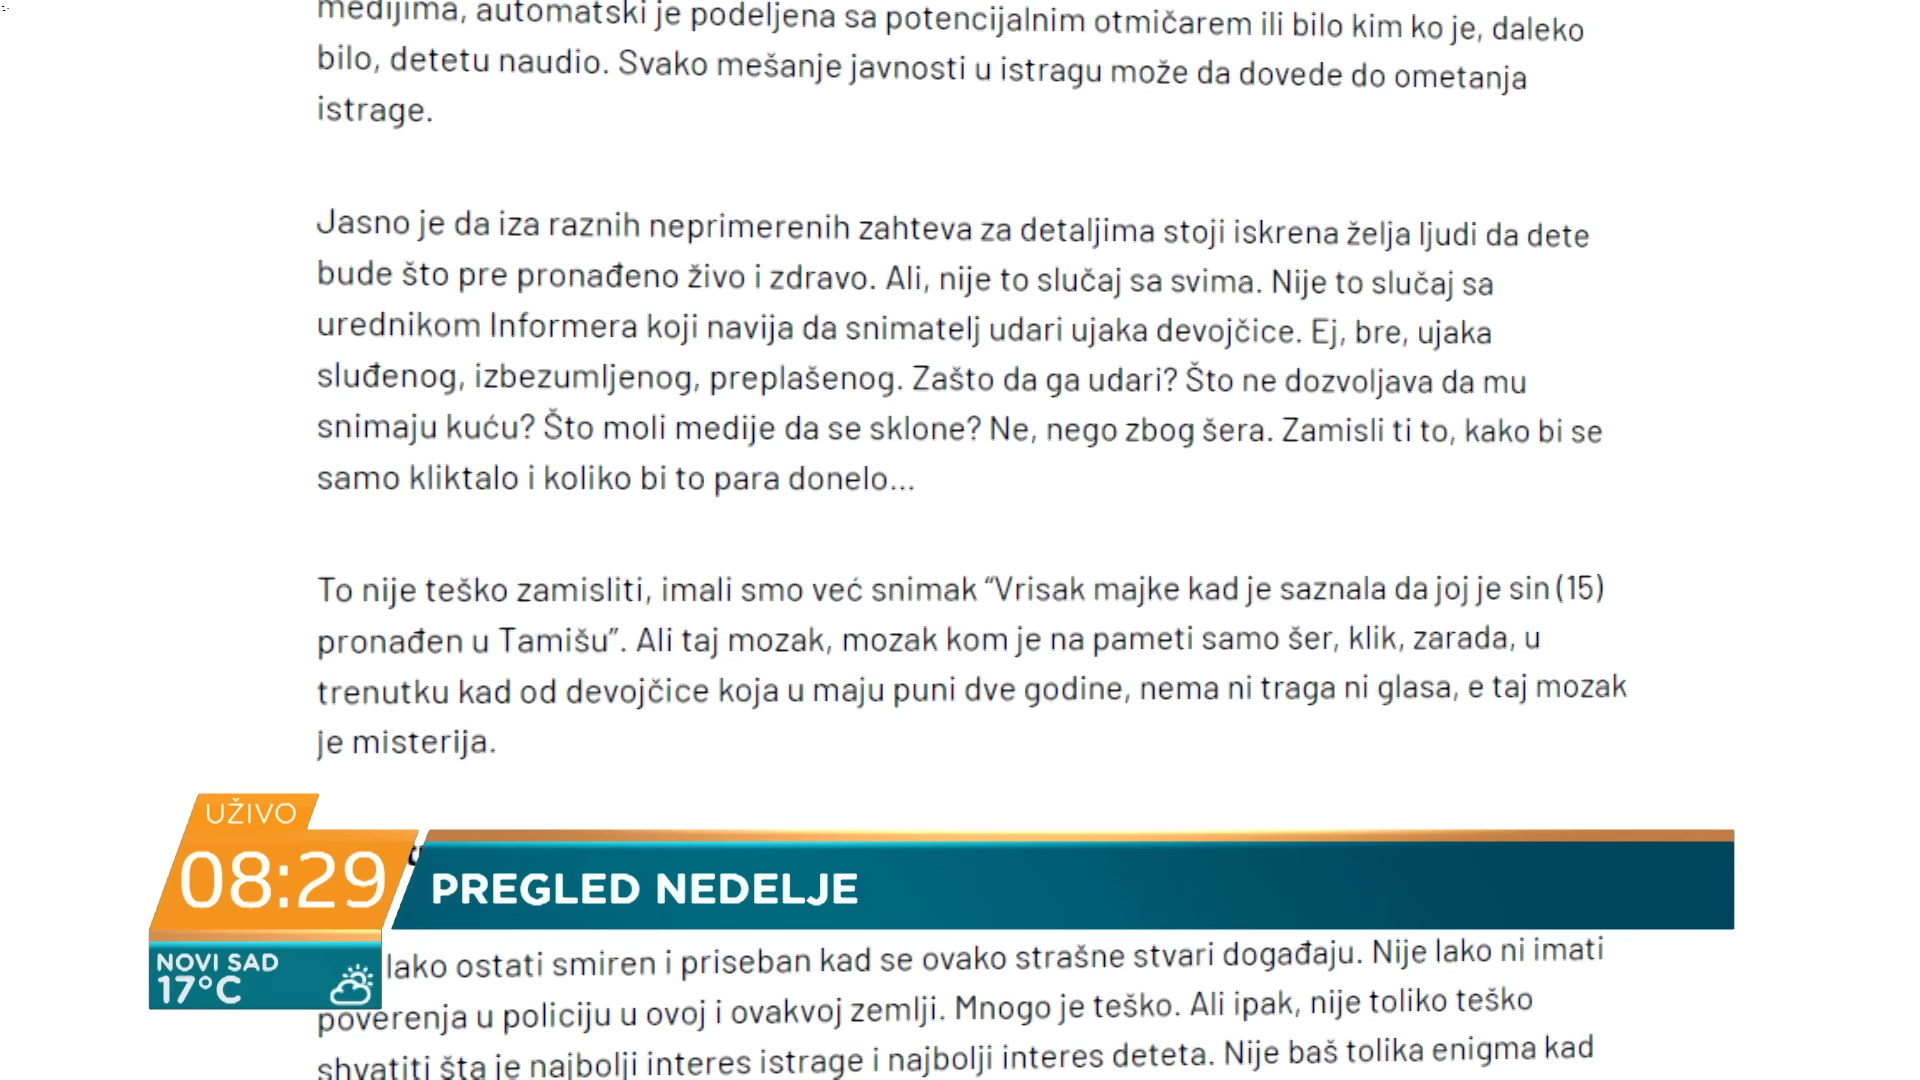 medijima, automatski je podeljena sa potencijalnim otmičarem ili bilo kim ko je, daleko
bilo, detetu naudio. Svako mešanje javnosti u istragu može da dovede do ometanja
istrage.
Jasno je da iza raznih neprimerenih zahteva za detaljima stoji iskrena želja ljudi da dete
bude što pre pronađeno živo i zdravo. Ali, nije to slučaj sa svima. Nije to slučaj sa
urednikom Informera koji navija da snimatelj udari ujaka devojčice. Ej, bre, ujaka
sluđenog, izbezumljenog, preplašenog. Zašto da ga udari? Što ne dozvoljava da mu
snimaju kuću? Što moli medije da se sklone? Ne, nego zbog šera. Zamisli ti to, kako bi se
samo kliktalo i koliko bi to para donelo...
To nije teško zamisliti, imali smo već snimak “Vrisak majke kad je saznala da joj je sin (15)
pronađen u Tamišu”. Ali taj mozak, mozak kom je na pameti samo šer, klik, zarada, u
trenutku kad od devojčice koja u maju puni dve godine, nema ni traga ni glasa, e taj mozak
je misterija.
UŽIVO
08:29
PREGLED NEDELJE
NOVI SAD
17°C
lako ostati smiren i priseban kad se ovako strašne stvari događaju. Nije lako ni imati
poverenja u policiju u ovoj i ovakvoj zemlji. Mnogo je teško. Ali ipak, nije toliko teško
shvatiti šta je najbolji interes istrage i najbolji interes deteta. Nije baš tolika enigma kad